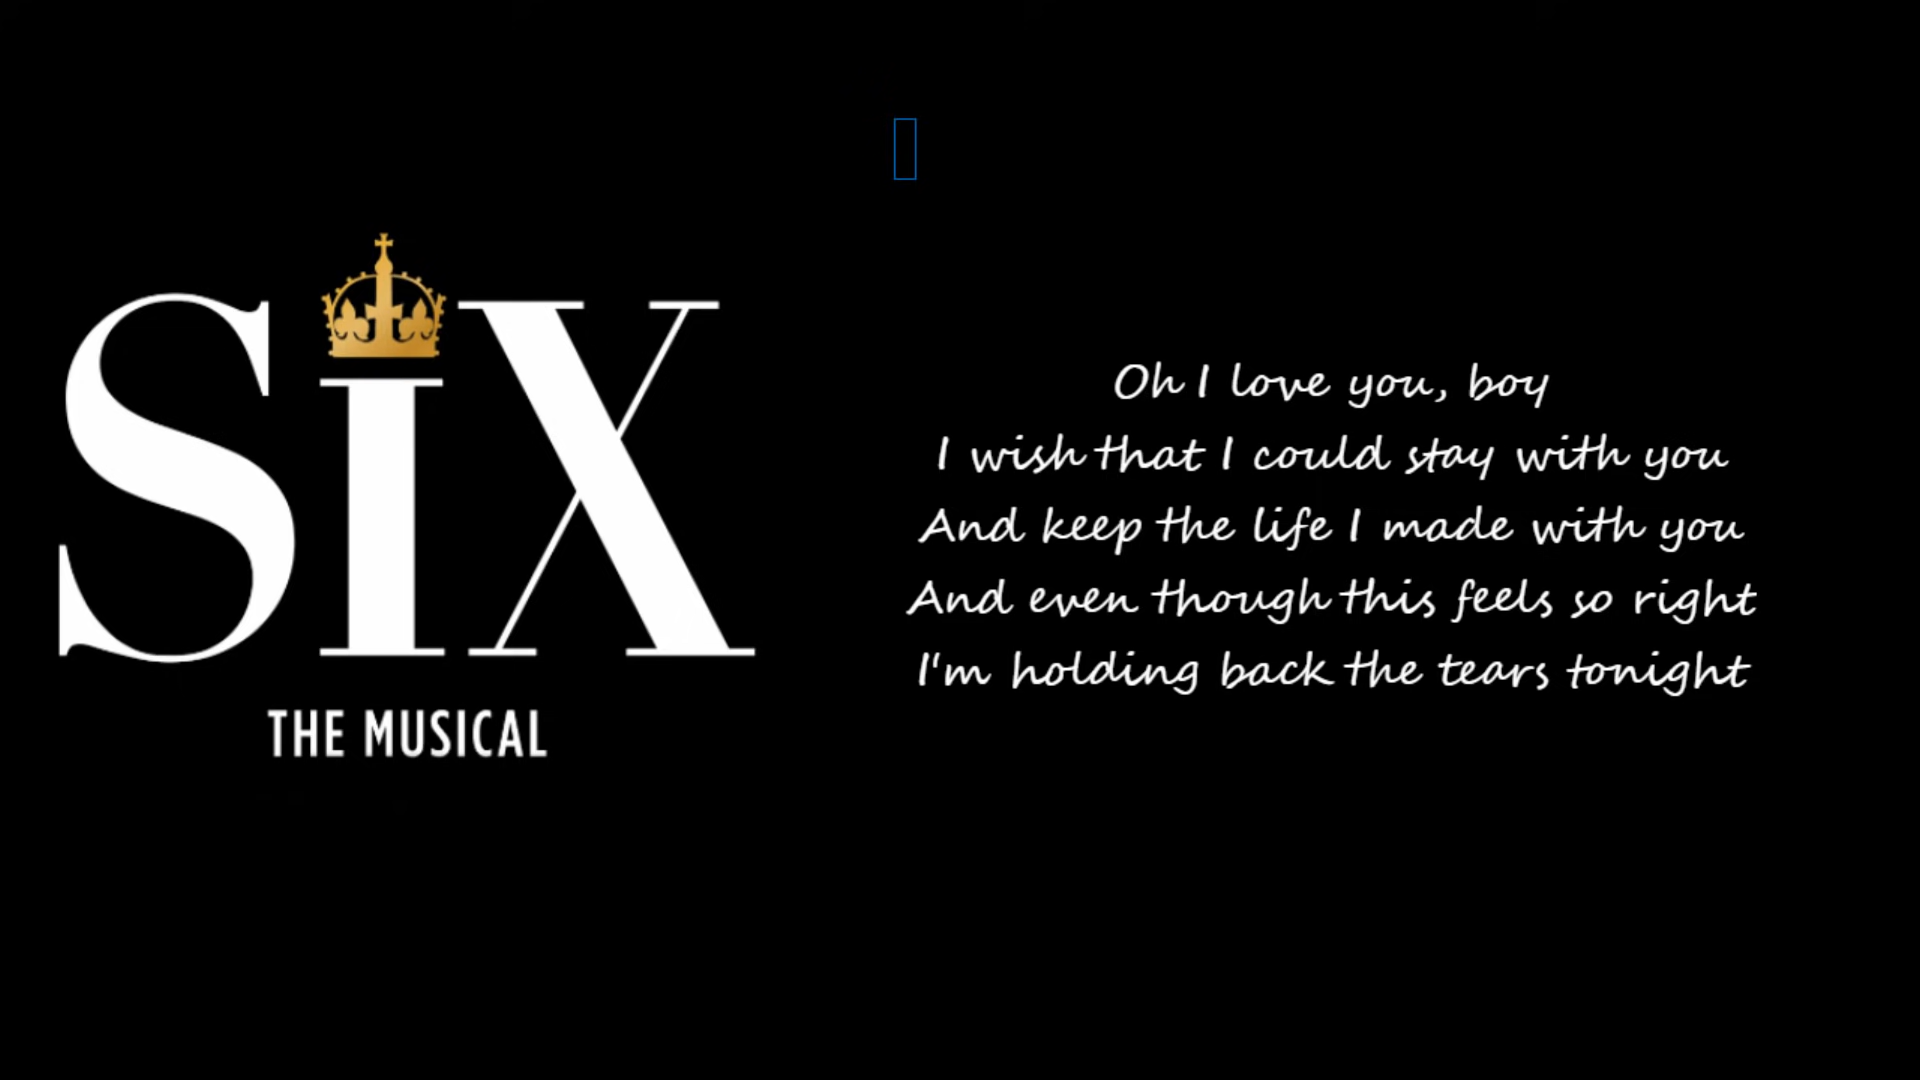 SIX
THE MUSICAL
Oh I love you, boy
I wish that I could stay with you
And keep the life I made with you
And even though this feels so right
I'm holding back the tears tonight